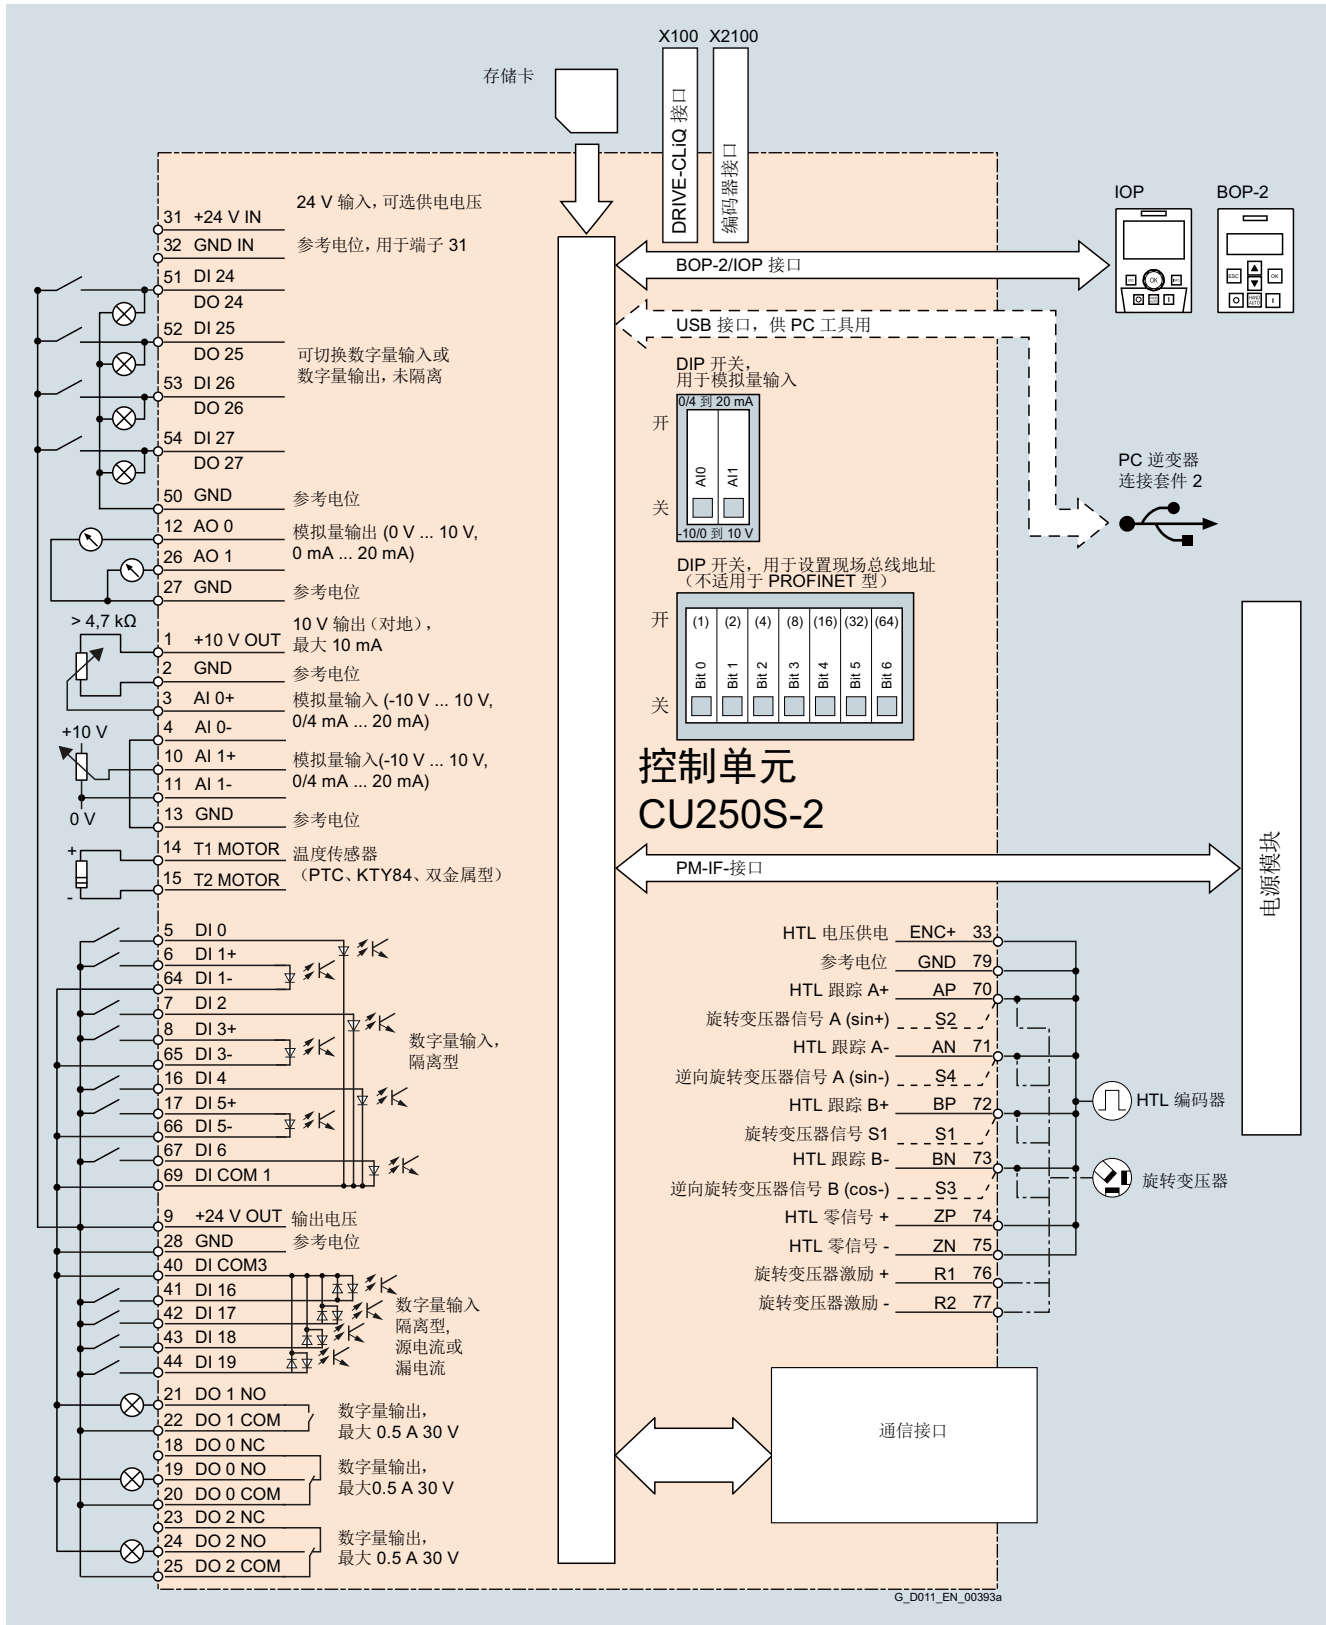 X100 X2100
存储卡
DRIVE-CLiQ 接口
编码器接口
IOP
BOP-2
24 V 输入，可选供电电压
31 +24 V IN
32 GND IN
参考电位，用于端子 31
BOP-2/IOP 接口
ESC
OK
HAND AUTO
51 DI 24
DO 24
52 DI 25
DO 25
53 DI 26
DO 26
54 DI 27
DO 27
可切换数字量输入或
数字量输出，未隔离
USB 接口，供 PC 工具用
DIP 开关，
用于模拟量输入
0/4 到 20 mA
开
AI0
AI1
关
-10/0 到 10 V
PC 逆变器
连接套件 2
50 GND
参考电位
12 AO 0
模拟量输出 (0 V ... 10 V,
0 mA ... 20 mA)
26 AO 1
27 GND
参考电位
DIP 开关，用于设置现场总线地址
（不适用于 PROFINET 型）
开
(1) (2) (4) (8) (16) (32) (64)
Bit 0 Bit 1 Bit 2 Bit 3 Bit 4 Bit 5 Bit 6
关
> 4,7 kΩ
1 +10 V OUT
10 V 输出（对地），
最大 10 mA
2 GND
参考电位
3 AI 0+
模拟量输入 (-10 V ... 10 V,
0/4 mA ... 20 mA)
4 AI 0-
+10 V
10 AI 1+
模拟量输入(-10 V ... 10 V,
0/4 mA ... 20 mA)
11 AI 1-
0 V
13 GND
参考电位
控制单元
CU250S-2
14 T1 MOTOR
温度传感器
（PTC、KTY84、双金属型）
15 T2 MOTOR
+
-
PM-IF-接口
电源模块
5 DI 0
6 DI 1+
64 DI 1-
7 DI 2
8 DI 3+
65 DI 3-
16 DI 4
17 DI 5+
66 DI 5-
67 DI 6
69 DI COM 1
数字量输入，
隔离型
HTL 电压供电 ENC+ 33
参考电位 GND 79
HTL 跟踪 A+ AP 70
旋转变压器信号 A (sin+) S2
HTL 跟踪 A- AN 71
逆向旋转变压器信号 A (sin-) S4
HTL 跟踪 B+ BP 72
旋转变压器信号 S1 S1
HTL 跟踪 B- BN 73
逆向旋转变压器信号 B (cos-) S3
HTL 零信号 + ZP 74
HTL 零信号 - ZN 75
旋转变压器激励 + R1 76
旋转变压器激励 - R2 77
HTL 编码器
旋转变压器
9 +24 V OUT 输出电压
28 GND 参考电位
40 DI COM3
41 DI 16
42 DI 17
43 DI 18
44 DI 19
数字量输入
隔离型，
源电流或
漏电流
21 DO 1 NO
22 DO 1 COM
数字量输出，
最大 0.5 A 30 V
18 DO 0 NC
19 DO 0 NO
20 DO 0 COM
数字量输出，
最大0.5 A 30 V
23 DO 2 NC
24 DO 2 NO
25 DO 2 COM
数字量输出，
最大 0.5 A 30 V
通信接口
G_D011_EN_00393a